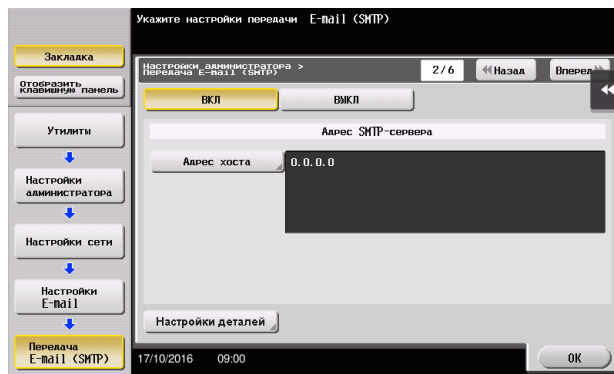 Укажите настройки передачи E-mail (SMTP)
Закладка
Отобразить
клавишную панель
Утилиты
Настройки
администратора
Настройки сети
Настройки
E-mail
Передача
E-mail (SMTP)
Настройки администратора >
Передача E-mail (SMTP)
2/6
Назад
Вперед
ВКЛ
ВЫКЛ
Адрес SMTP-сервера
Адрес хоста
0.0.0.0
Настройки деталей
17/10/2016 09:00
OK